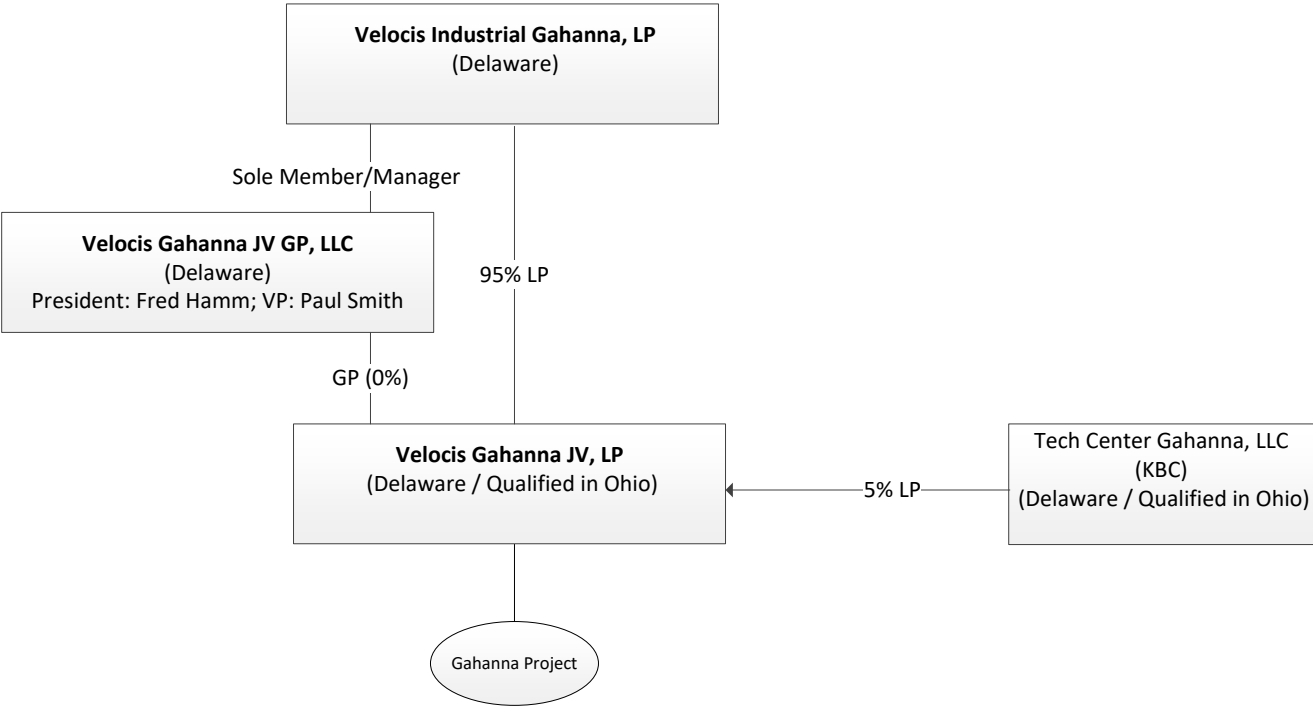 Velocis Industrial Gahanna, LP
(Delaware)
Sole Member/Manager
Velocis Gahanna JV GP, LLC
(Delaware)
President: Fred Hamm; VP: Paul Smith
95% LP
GP (0%)
Velocis Gahanna JV, LP
(Delaware / Qualified in Ohio)
5% LP
Tech Center Gahanna, LLC
(KBC)
(Delaware / Qualified in Ohio)
Gahanna Project